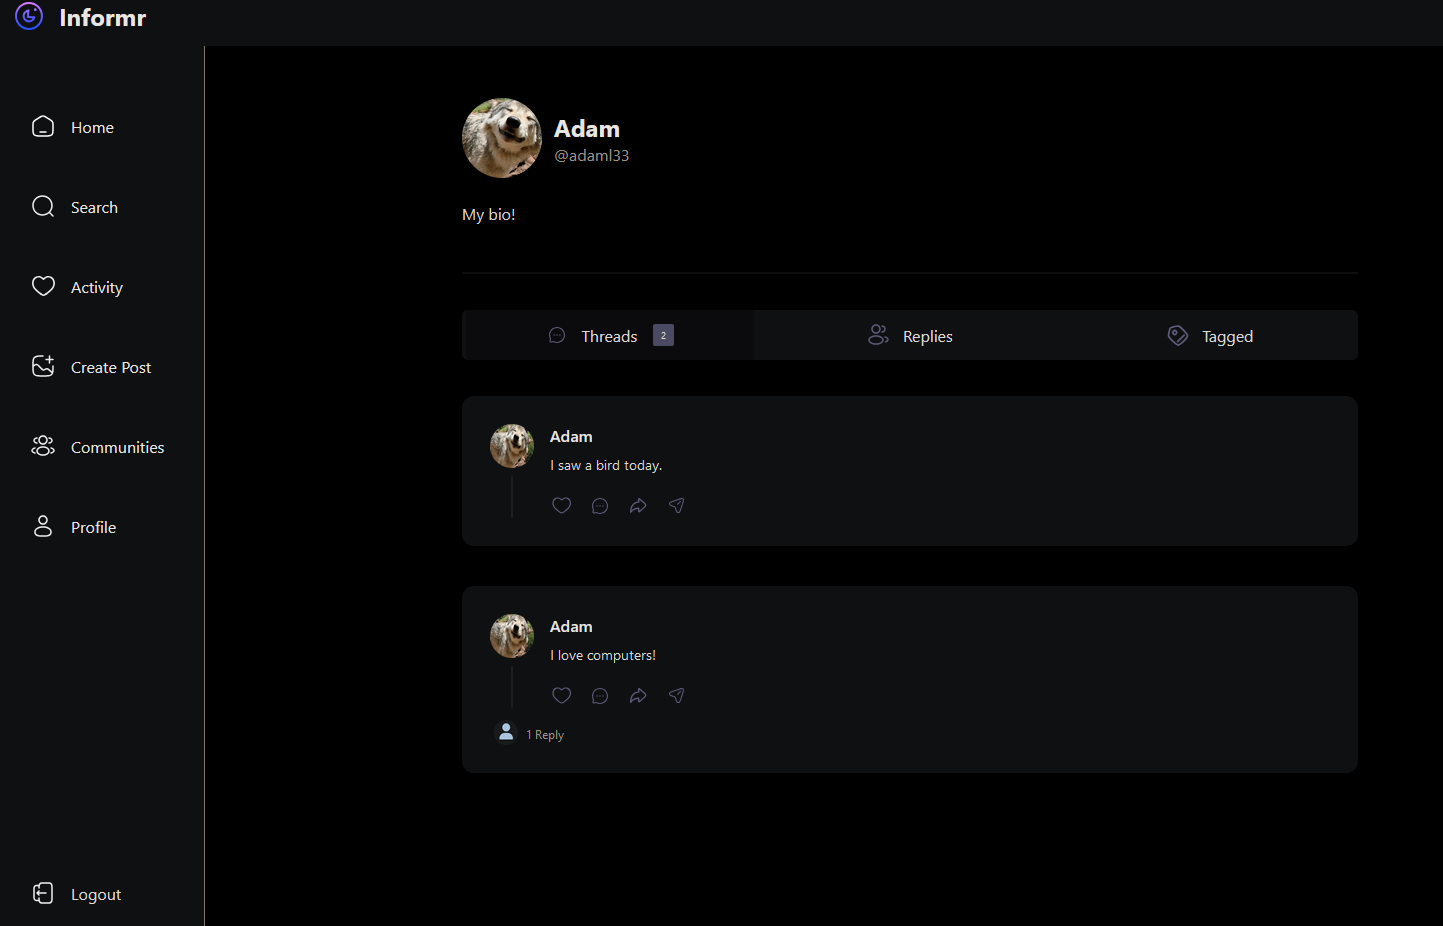 Informr
Home
Search
Activity
Create Post
Communities
Profile
Logout
Adam
@adaml33
My bio!
Threads 2
Replies
Tagged
Adam
I saw a bird today.
Adam
I love computers!
1 Reply